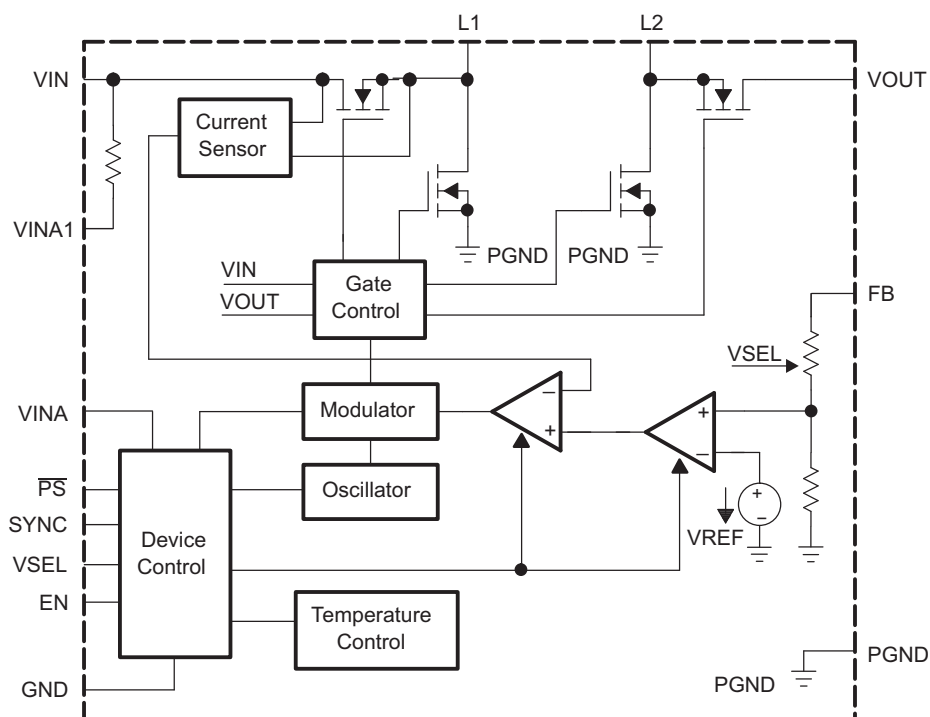 L1
L2
VIN
VOUT
Current
Sensor
VINA1
PGND
PGND
VIN
VOUT
Gate
Control
FB
VSEL
VINA
Modulator
−
+
+
−
PS
Oscillator
SYNC
+
−
VREF
VSEL
Device
Control
EN
Temperature
Control
GND
PGND
PGND